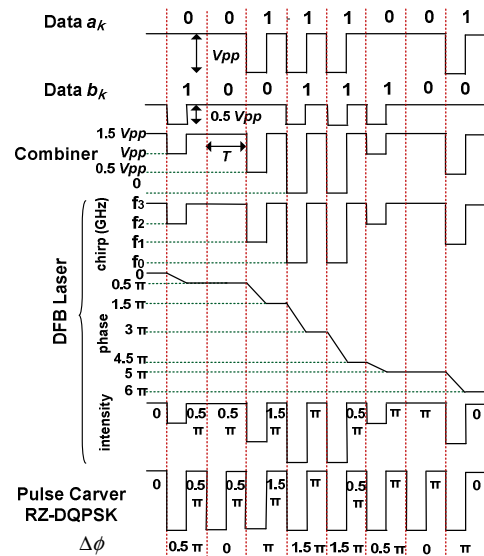 0 0 1 1 1 0 0 1
Data aₖ
Vpp
Data bₖ
1 0 0 1 1 1 0 0
0.5 Vpp
1.5 Vpp
Combiner
Vpp
T
0.5 Vpp
0
DFB Laser
chirp (GHz)
f₃
f₂
f₁
f₀
phase
0
0.5 π
1.5 π
3 π
4.5 π
5 π
6 π
intensity
0 0.5 π 0.5 π 1.5 π π 0.5 π π π 0
Pulse Carver
RZ-DQPSK
0 0.5 π 0.5 π 1.5 π π 0.5 π π π 0
Δϕ
0.5 π 0 π 1.5 π 1.5 π 0.5 π 0 π